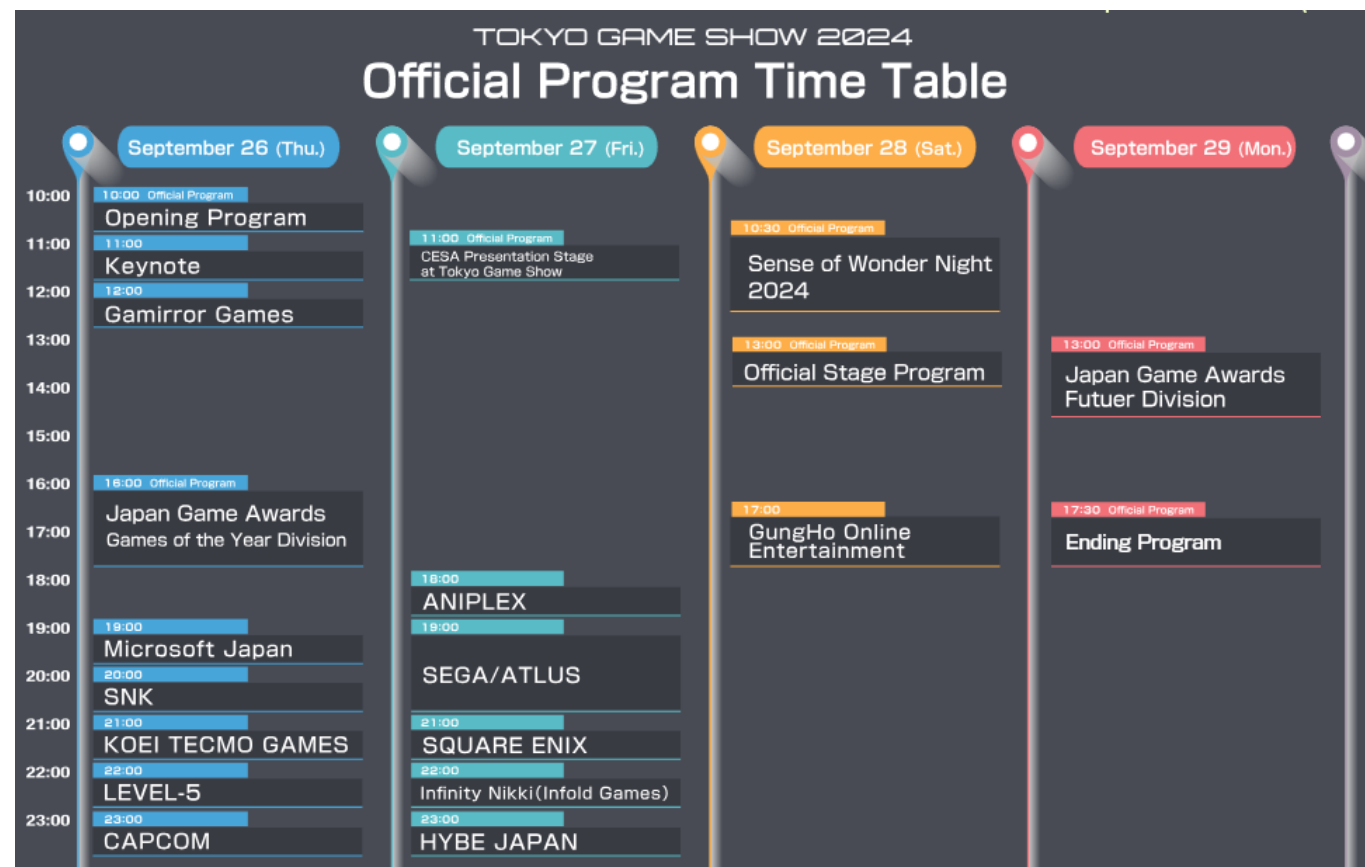 TOKYO GAME SHOW 2024
Official Program Time Table
September 26 (Thu.)
September 27 (Fri.)
September 28 (Sat.)
September 29 (Mon.)
10:00
11:00
12:00
13:00
14:00
15:00
16:00
17:00
18:00
19:00
20:00
21:00
22:00
23:00
10:00 Official Program
Opening Program
11:00
Keynote
12:00
Gamirror Games
16:00 Official Program
Japan Game Awards
Games of the Year Division
19:00
Microsoft Japan
20:00
SNK
21:00
KOEI TECMO GAMES
22:00
LEVEL-5
23:00
CAPCOM
11:00 Official Program
CESA Presentation Stage
at Tokyo Game Show
18:00
ANIPLEX
19:00
SEGA/ATLUS
21:00
SQUARE ENIX
22:00
Infinity Nikki(Infold Games)
23:00
HYBE JAPAN
10:30 Official Program
Sense of Wonder Night
2024
13:00 Official Program
Official Stage Program
17:00
GungHo Online
Entertainment
13:00 Official Program
Japan Game Awards
Futuer Division
17:30 Official Program
Ending Program